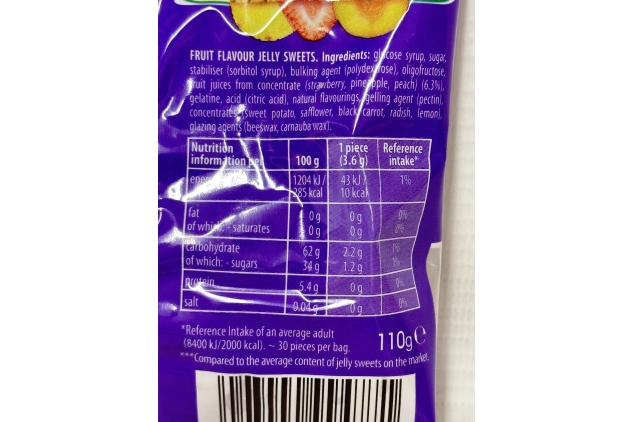 FRUIT FLAVOUR JELLY SWEETS. Ingredients: glucose syrup, sugar,
stabiliser (sorbitol syrup), bulking agent (polydextrose), oligofructose,
fruit juices from concentrate (strawberry, pineapple, peach) (6.3%),
gelatine, acid (citric acid), natural flavourings, gelling agent (pectin),
concentrates (sweet potato, safflower, black carrot, radish, lemon),
glazing agents (beeswax, carnauba wax).
Nutrition information per 100 g 1 piece (3.6 g) Reference intake*
1204 kJ / 285 kcal 43 kJ / 10 kcal 1%
fat 0 g 0 g 0%
of which: - saturates 0 g 0 g 0%
carbohydrate 62 g 2.2 g 1%
of which: - sugars 34 g 1.2 g 1%
protein 5.4 g 0 g 0%
salt 0.04 g 0 g 0%
*Reference Intake of an average adult
(8400 kJ/2000 kcal). ~ 30 pieces per bag.
110g e
***Compared to the average content of jelly sweets on the market.